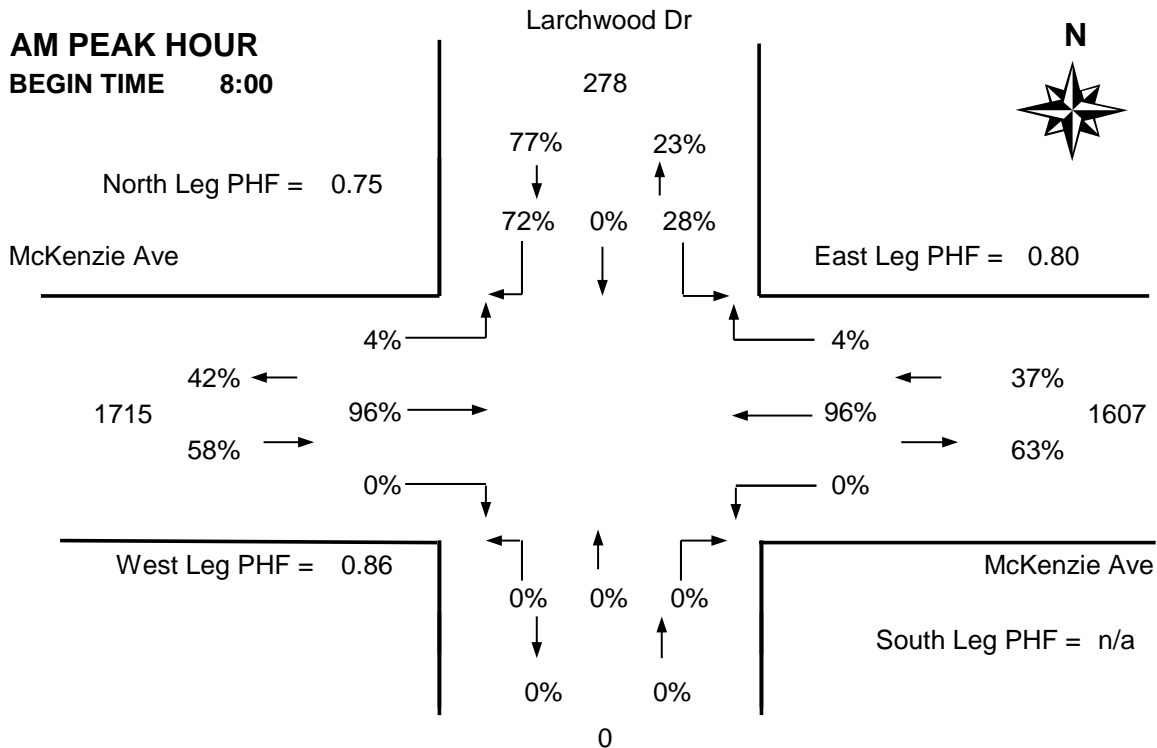 Larchwood Dr
AM PEAK HOUR
BEGIN TIME 8:00
N
278
77% 23%
North Leg PHF = 0.75
72% 0% 28%
McKenzie Ave
East Leg PHF = 0.80
4% 4%
42% 37%
1715 96% 96% 1607
58% 63%
0% 0%
West Leg PHF = 0.86
McKenzie Ave
0% 0% 0%
South Leg PHF = n/a
0% 0%
0